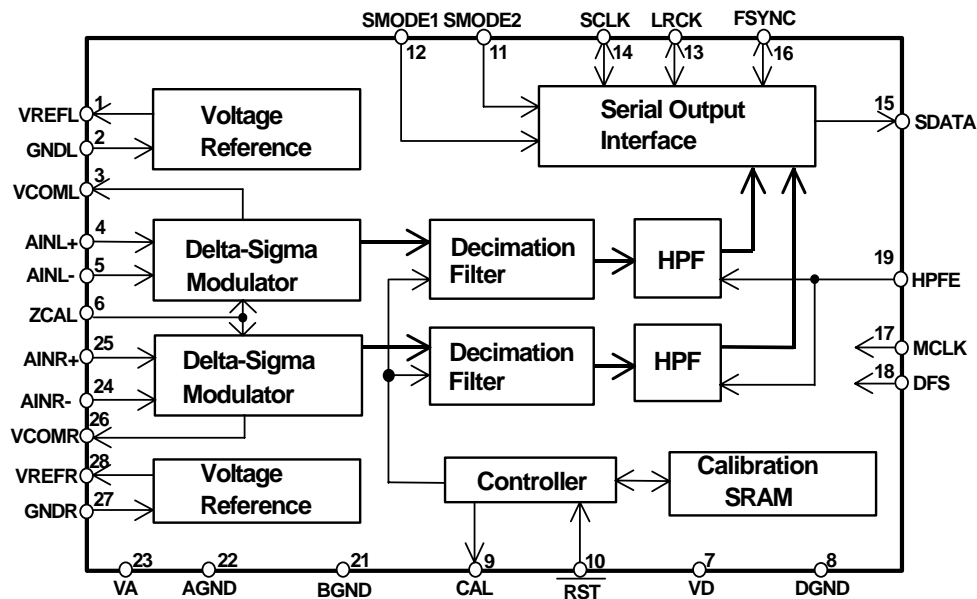 SMODE1 SMODE2 SCLK LRCK FSYNC
12 11 14 13 16
VREFL 1
Voltage
Reference
Serial Output
Interface
15 SDATA
GNDL 2
VCOML 3
AINL+ 4
Delta-Sigma
Modulator
Decimation
Filter
HPF
AINL- 5
19 HPFE
ZCAL 6
AINR+ 25
Delta-Sigma
Modulator
Decimation
Filter
HPF
17 MCLK
AINR- 24
18 DFS
VCOMR 26
VREFR 28
Voltage
Reference
Controller
Calibration
SRAM
GNDR 27
23 22 21 9 10 7 8
VA AGND BGND CAL RST VD DGND